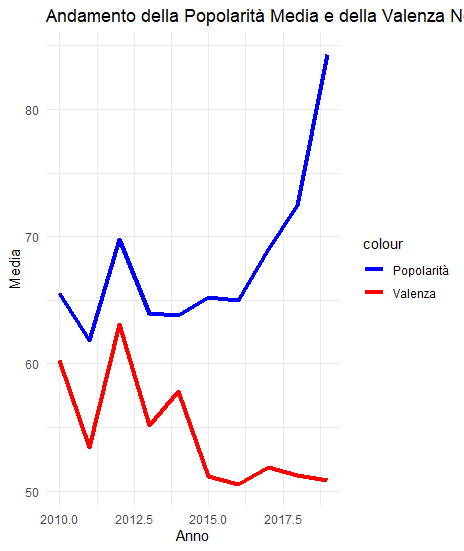 Andamento della Popolarità Media e della Valenza N
80
70
60
50
Media
2010.0 2012.5 2015.0 2017.5
Anno
colour
Popolarità
Valenza